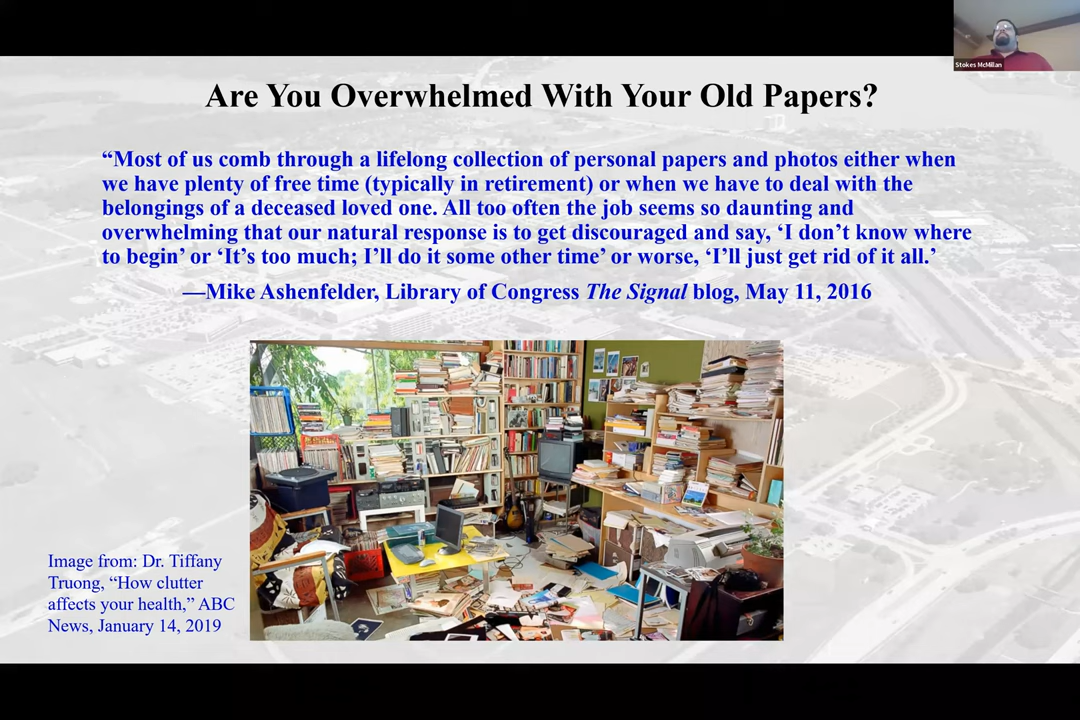 Stokes McMillan
Are You Overwhelmed With Your Old Papers?
“Most of us comb through a lifelong collection of personal papers and photos either when
we have plenty of free time (typically in retirement) or when we have to deal with the
belongings of a deceased loved one. All too often the job seems so daunting and
overwhelming that our natural response is to get discouraged and say, ‘I don’t know where
to begin’ or ‘It’s too much; I’ll do it some other time’ or worse, ‘I’ll just get rid of it all.’
—Mike Ashenfelder, Library of Congress The Signal blog, May 11, 2016
Image from: Dr. Tiffany
Truong, “How clutter
affects your health,” ABC
News, January 14, 2019